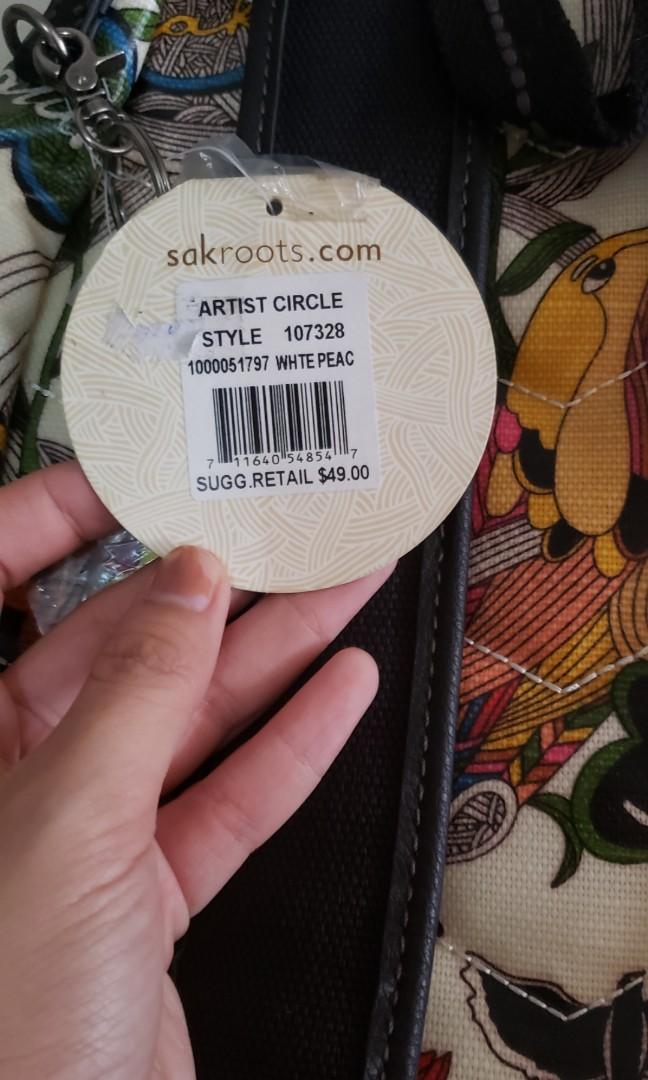 sakroots.com
ARTIST CIRCLE
STYLE 107328
1000051797 WHTE PEAC
7 11640 54854 7
SUGG.RETAIL $49.00